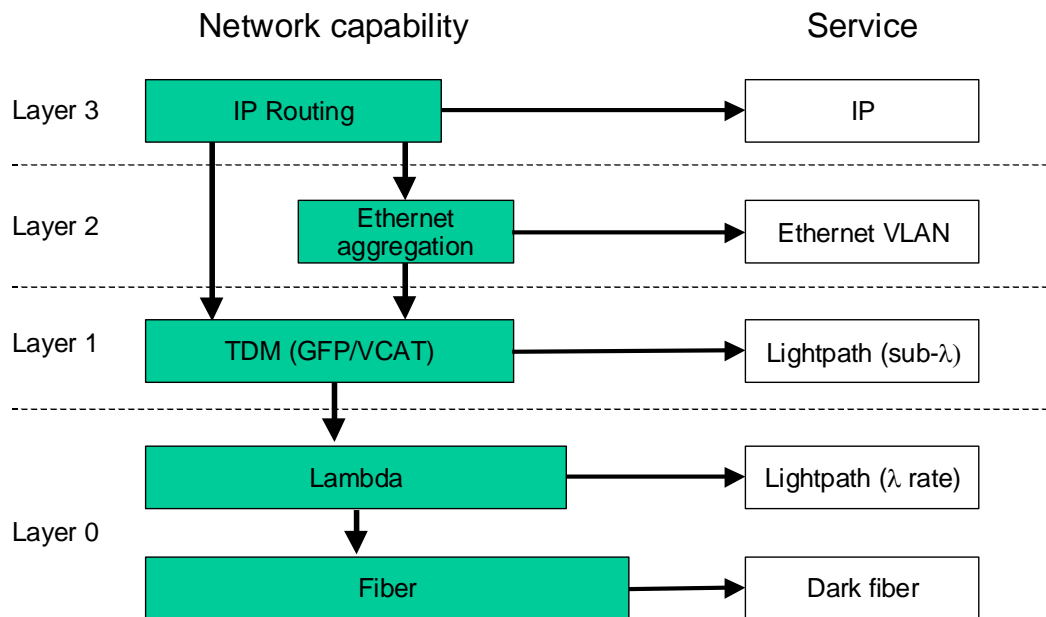 Network capability
Service
Layer 3
IP Routing
IP
Layer 2
Ethernet
aggregation
Ethernet VLAN
Layer 1
TDM (GFP/VCAT)
Lightpath (sub-λ)
Lambda
Lightpath (λ rate)
Layer 0
Fiber
Dark fiber